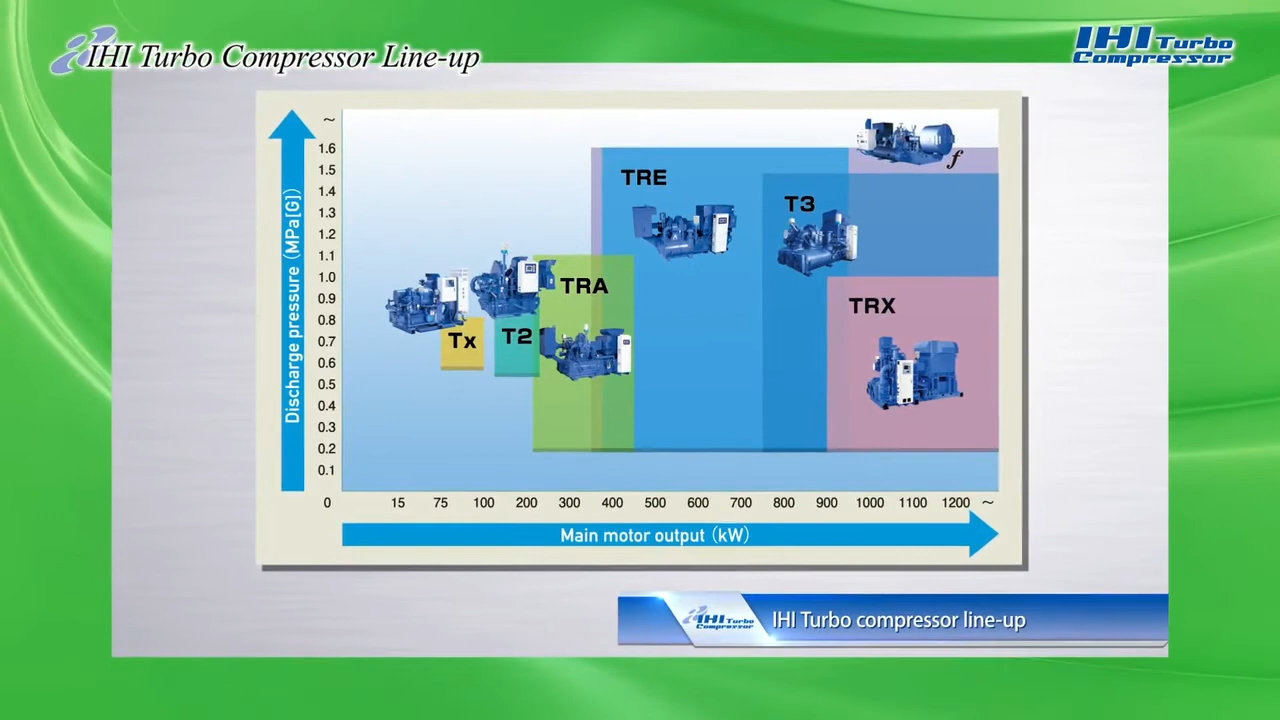 IHI Turbo Compressor Line-up
IHI Turbo
Compressor
Discharge pressure (MPa[G])
～
1.6
1.5
1.4
1.3
1.2
1.1
1.0
0.9
0.8
0.7
0.6
0.5
0.4
0.3
0.2
0.1
f
TRE
T3
TRA
TRX
Tx
T2
0 15 75 100 200 300 400 500 600 700 800 900 1000 1100 1200 ～
Main motor output (kW)
IHI Turbo
Compressor
IHI Turbo compressor line-up